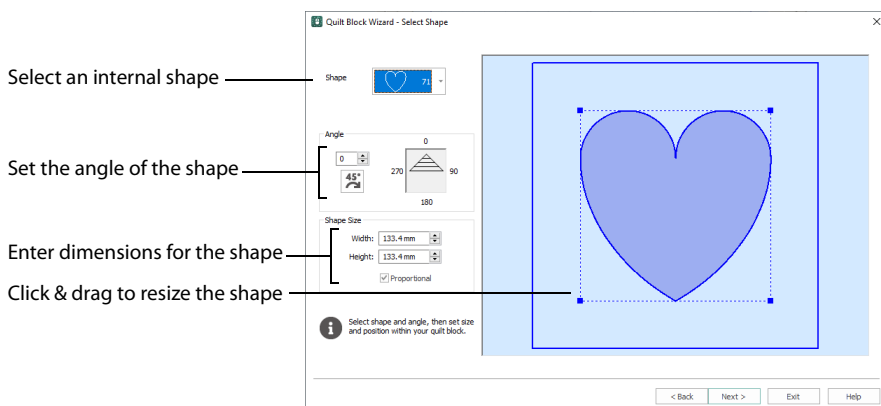 Quilt Block Wizard - Select Shape
Select an internal shape
Shape
71
Angle
0
0
45°
270
90
180
Set the angle of the shape
Shape Size
Width: 133.4 mm
Height: 133.4 mm
Proportional
Enter dimensions for the shape
Click & drag to resize the shape
Select shape and angle, then set size
and position within your quilt block.
< Back
Next >
Exit
Help